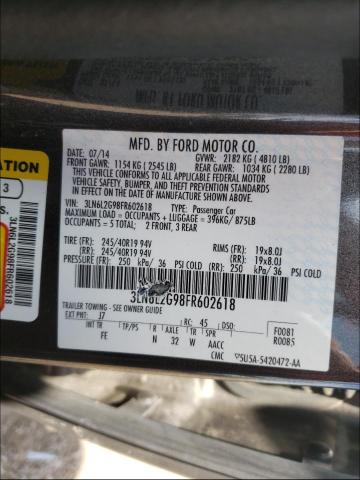 MFD. BY FORD MOTOR CO.
07/14 GVWR: 2182 KG ( 4810 LB)
FRONT GAWR: 1154 KG ( 2545 LB) REAR GAWR: 1034 KG ( 2280 LB)
THIS VEHICLE CONFORMS TO ALL APPLICABLE FEDERAL MOTOR
VEHICLE SAFETY, BUMPER, AND THEFT PREVENTION STANDARDS IN
EFFECT ON THE DATE OF MANUFACTURE SHOWN ABOVE.
VIN: 3LN6L2G98FR602618 TYPE: Passenger Car
MAXIMUM LOAD = OCCUPANTS + LUGGAGE = 396KG/ 875LB
OCCUPANTS = 5 TOTAL: 2 FRONT, 3 REAR
TIRE (FR): 245/40R19 94V RIMS (FR): 19x8.0J
(RR): 245/40R19 94V (RR): 19x8.0J
PRESSURE (FR): 250 kPa/ 36 PSI COLD (RR): 250 kPa/ 36 PSI COLD
3LN6L2G98FR602618
TRAILER TOWING - SEE OWNER GUIDE
EXT PNT: J7 RC: 45 DSO: F0081
INT TR TP/PS R AXLE TR SPR R0085
FE N 32 W AACC
CMC 5U5A-5420472-AA
ATION
3
S.
3LN6L2G98FR602618